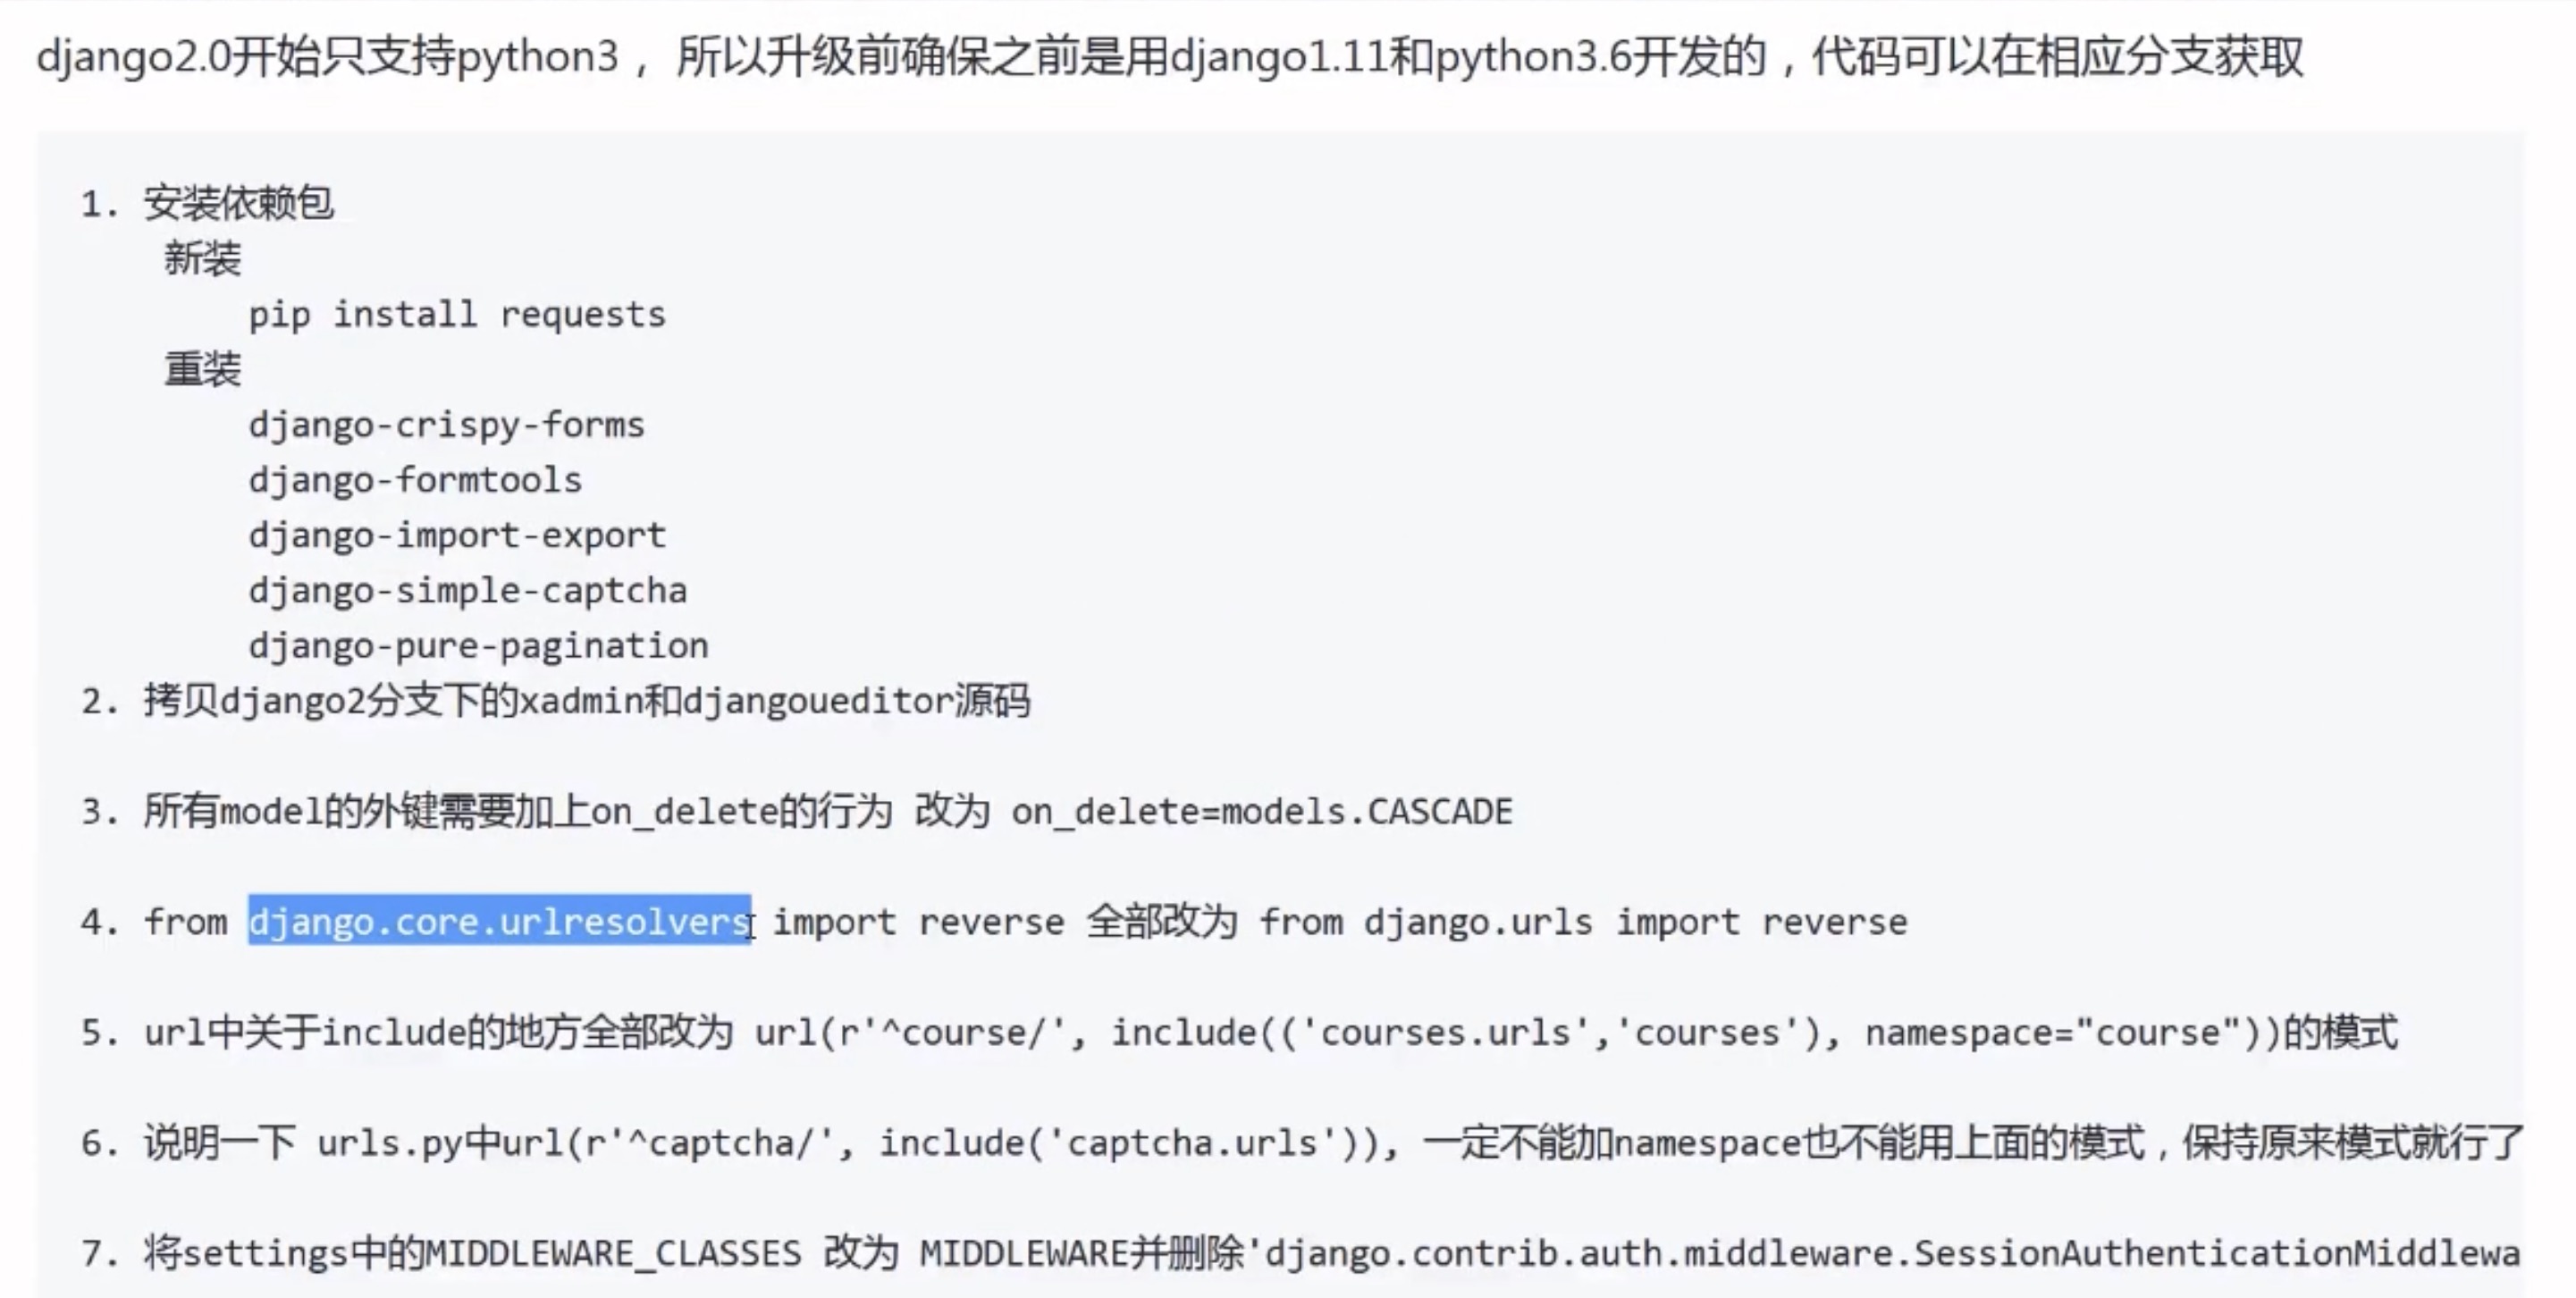 django2.0开始只支持python3， 所以升级前确保之前是用django1.11和python3.6开发的，代码可以在相应分支获取
1. 安装依赖包
新装
pip install requests
重装
django-crispy-forms
django-formtools
django-import-export
django-simple-captcha
django-pure-pagination
2. 拷贝django2分支下的xadmin和djangoueditor源码
3. 所有model的外键需要加上on_delete的行为 改为 on_delete=models.CASCADE
4. from django.core.urlresolvers import reverse 全部改为 from django.urls import reverse
5. url中关于include的地方全部改为 url(r'^course/', include(('courses.urls','courses'), namespace="course"))的模式
6. 说明一下 urls.py中url(r'^captcha/', include('captcha.urls')), 一定不能加namespace也不能用上面的模式，保持原来模式就行了
7. 将settings中的MIDDLEWARE_CLASSES 改为 MIDDLEWARE并删除'django.contrib.auth.middleware.SessionAuthenticationMiddlewa